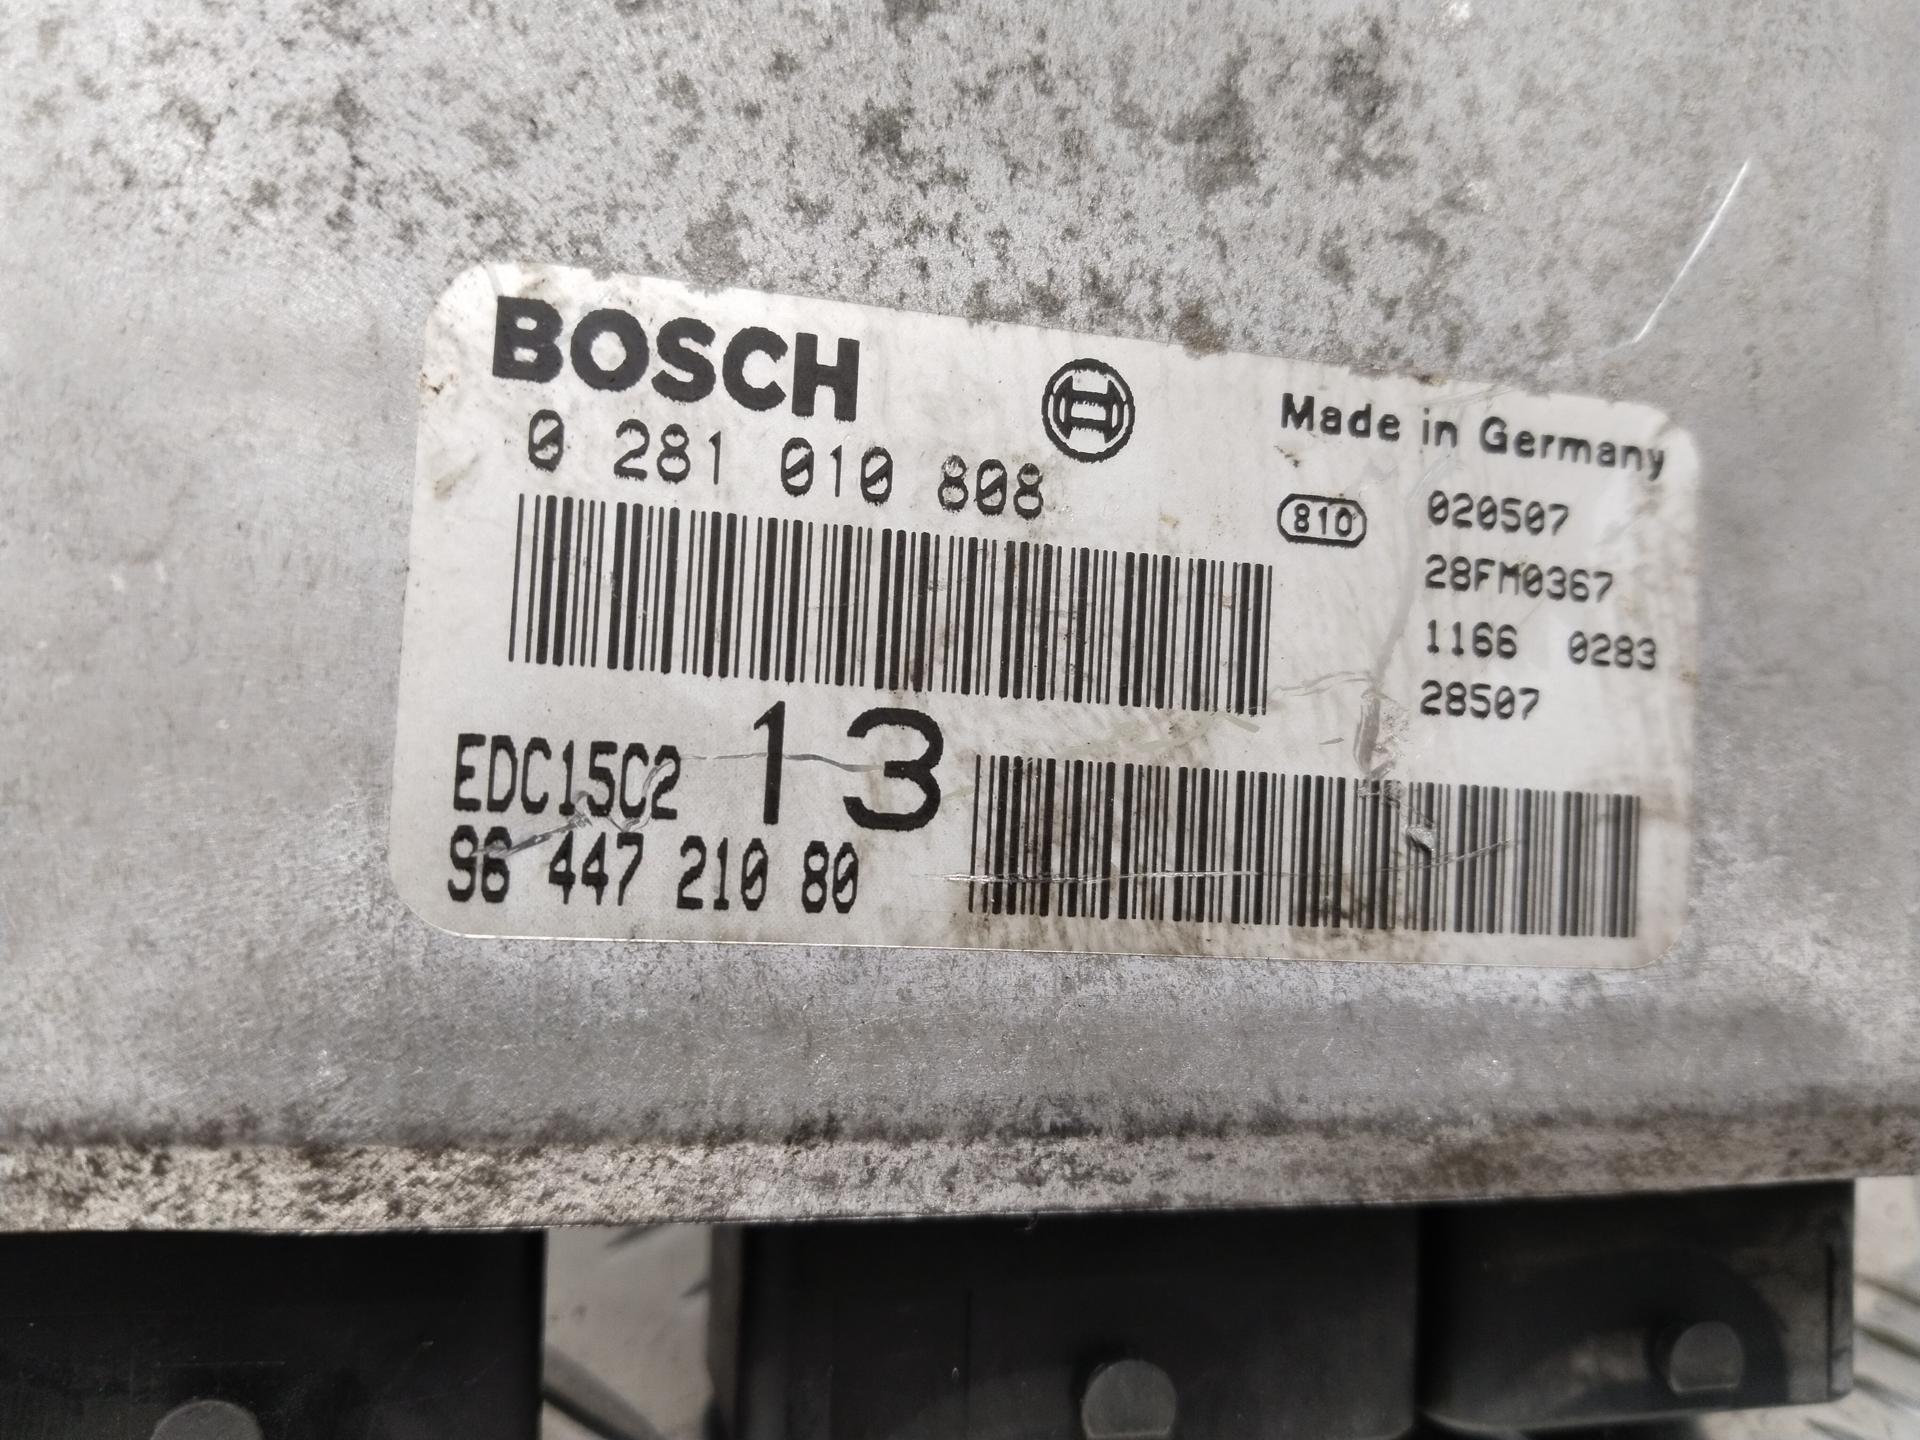 BOSCH
0 281 010 808
Made in Germany
810
020507
28FM0367
1166 0283
28507
EDC15C2 13
96 447 210 80